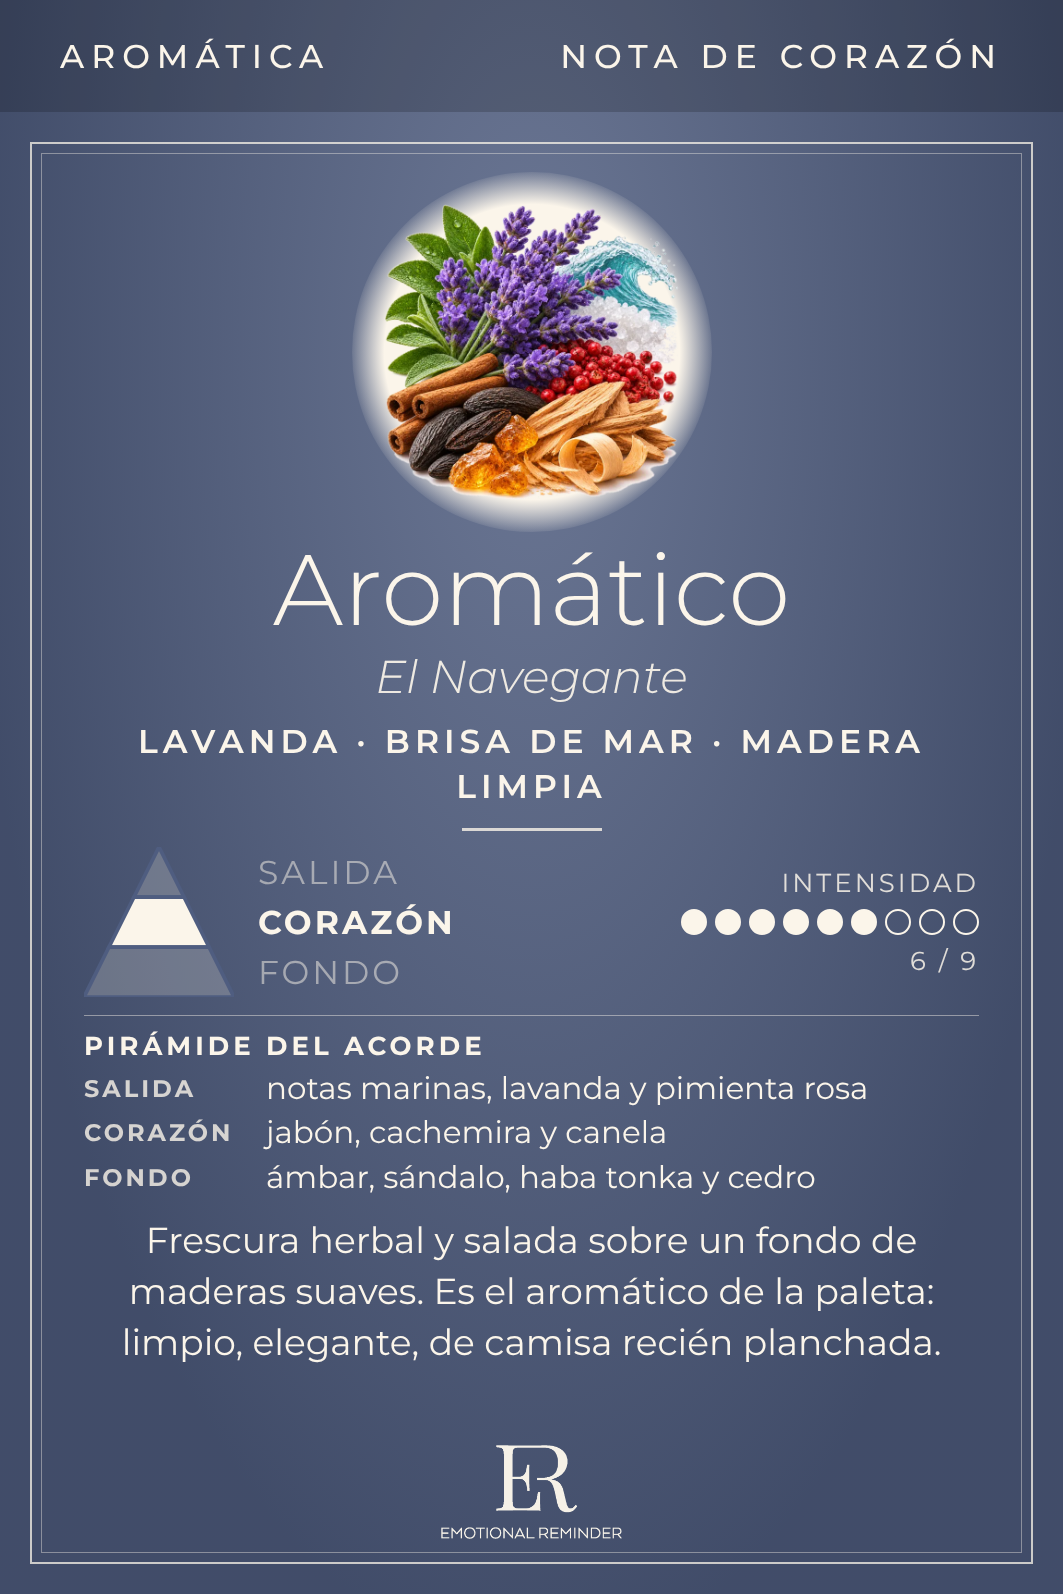 AROMÁTICA
NOTA DE CORAZÓN
Aromático
El Navegante
LAVANDA · BRISA DE MAR · MADERA
LIMPIA
SALIDA
CORAZÓN
FONDO
INTENSIDAD
6 / 9
PIRÁMIDE DEL ACORDE
SALIDA notas marinas, lavanda y pimienta rosa
CORAZÓN jabón, cachemira y canela
FONDO ámbar, sándalo, haba tonka y cedro
Frescura herbal y salada sobre un fondo de
maderas suaves. Es el aromático de la paleta:
limpio, elegante, de camisa recién planchada.
ER
EMOTIONAL REMINDER